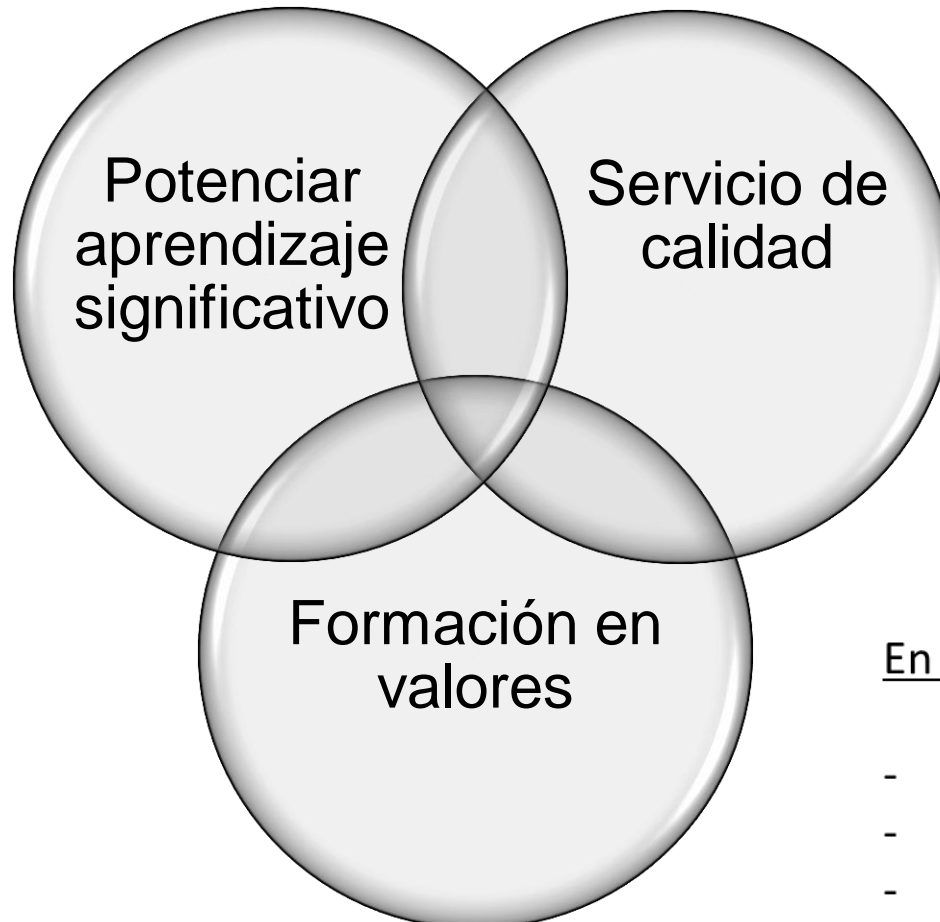 Potenciar
aprendizaje
significativo
Servicio de
calidad
Formación en
valores
En
-
-
-